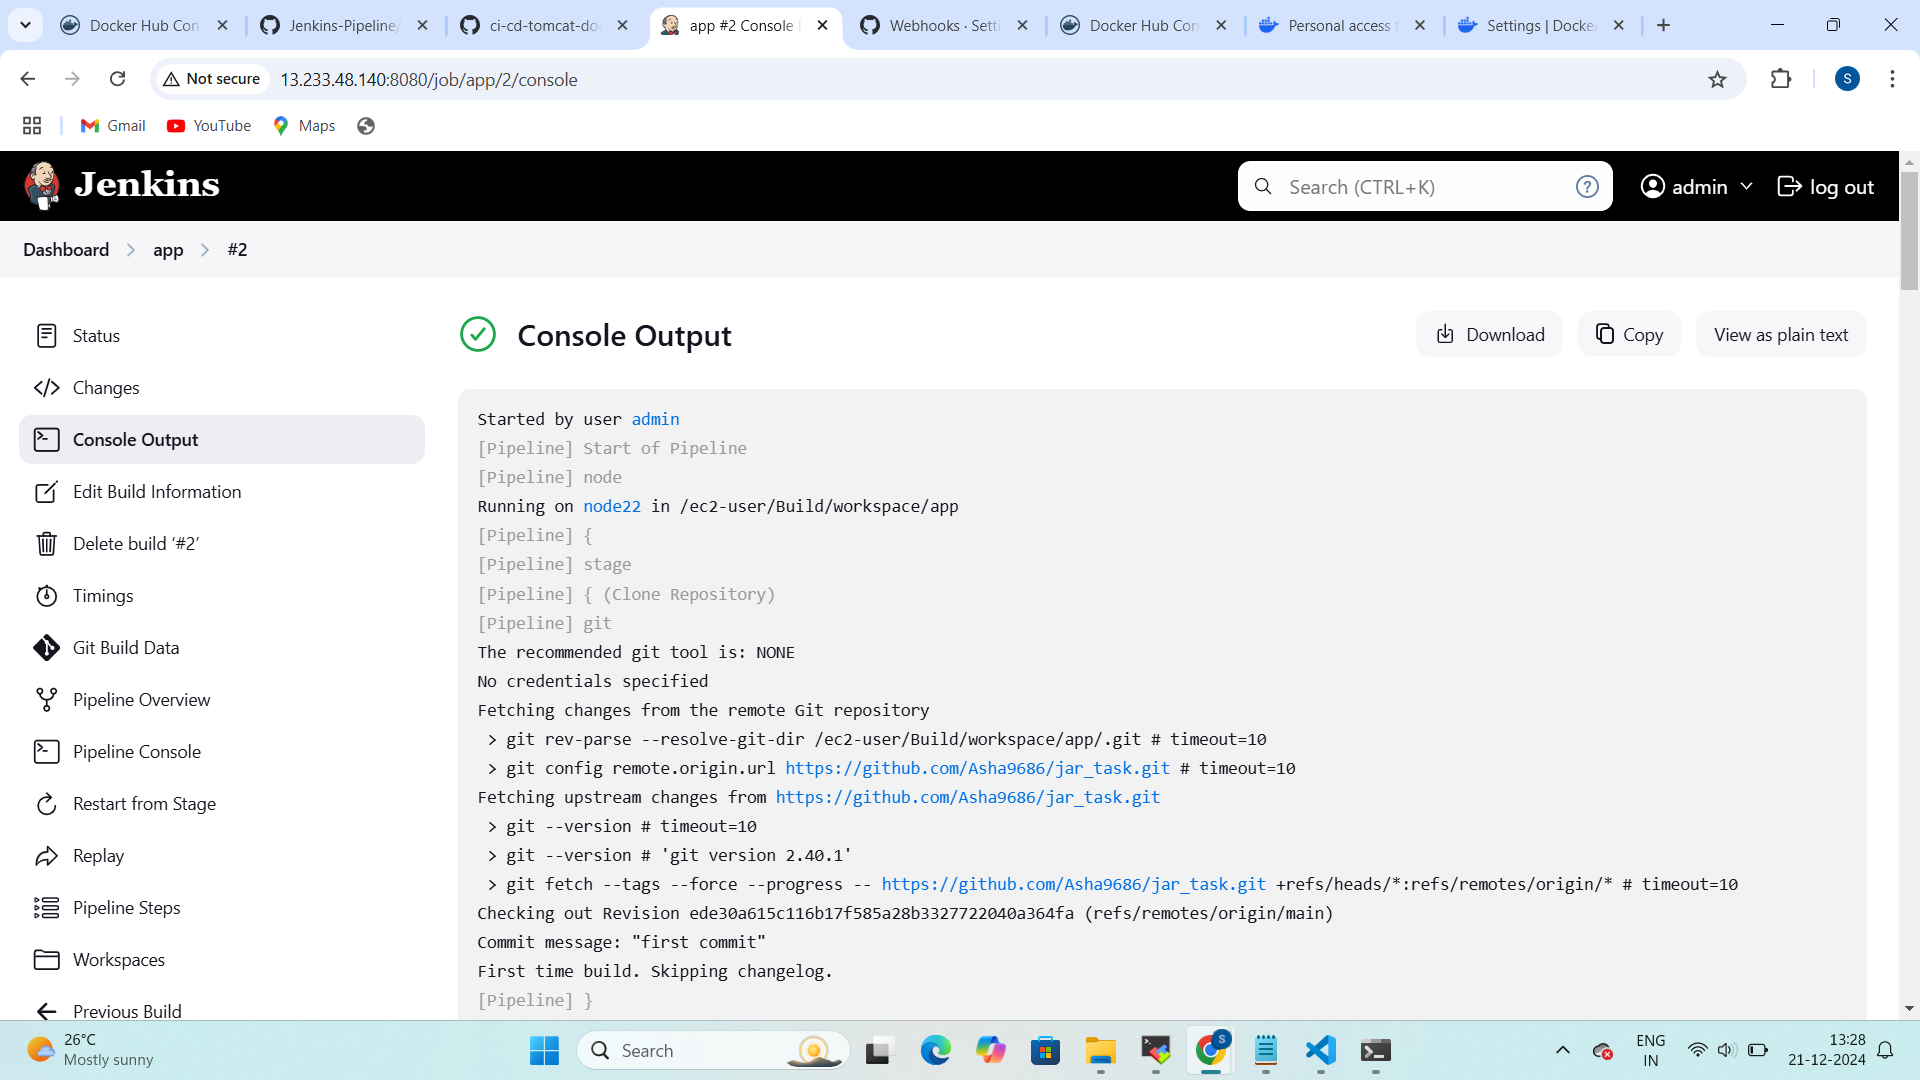 Docker Hub Con
Jenkins-Pipeline/
ci-cd-tomcat-do
app #2 Console
Webhooks · Setti
Docker Hub Con
Personal access
Settings | Docke
Not secure
13.233.48.140:8080/job/app/2/console
S
Gmail
YouTube
Maps
Jenkins
Search (CTRL+K)
?
admin
log out
Dashboard
app
#2
Status
Changes
Console Output
Edit Build Information
Delete build ‘#2’
Timings
Git Build Data
Pipeline Overview
Pipeline Console
Restart from Stage
Replay
Pipeline Steps
Workspaces
Previous Build
Console Output
Download
Copy
View as plain text
Started by user admin
[Pipeline] Start of Pipeline
[Pipeline] node
Running on node22 in /ec2-user/Build/workspace/app
[Pipeline] {
[Pipeline] stage
[Pipeline] { (Clone Repository)
[Pipeline] git
The recommended git tool is: NONE
No credentials specified
Fetching changes from the remote Git repository
> git rev-parse --resolve-git-dir /ec2-user/Build/workspace/app/.git # timeout=10
> git config remote.origin.url https://github.com/Asha9686/jar_task.git # timeout=10
Fetching upstream changes from https://github.com/Asha9686/jar_task.git
> git --version # timeout=10
> git --version # 'git version 2.40.1'
> git fetch --tags --force --progress -- https://github.com/Asha9686/jar_task.git +refs/heads/*:refs/remotes/origin/* # timeout=10
Checking out Revision ede30a615c116b17f585a28b3327722040a364fa (refs/remotes/origin/main)
Commit message: "first commit"
First time build. Skipping changelog.
[Pipeline] }
26°C
Mostly sunny
Search
S
ENG
IN
13:28
21-12-2024